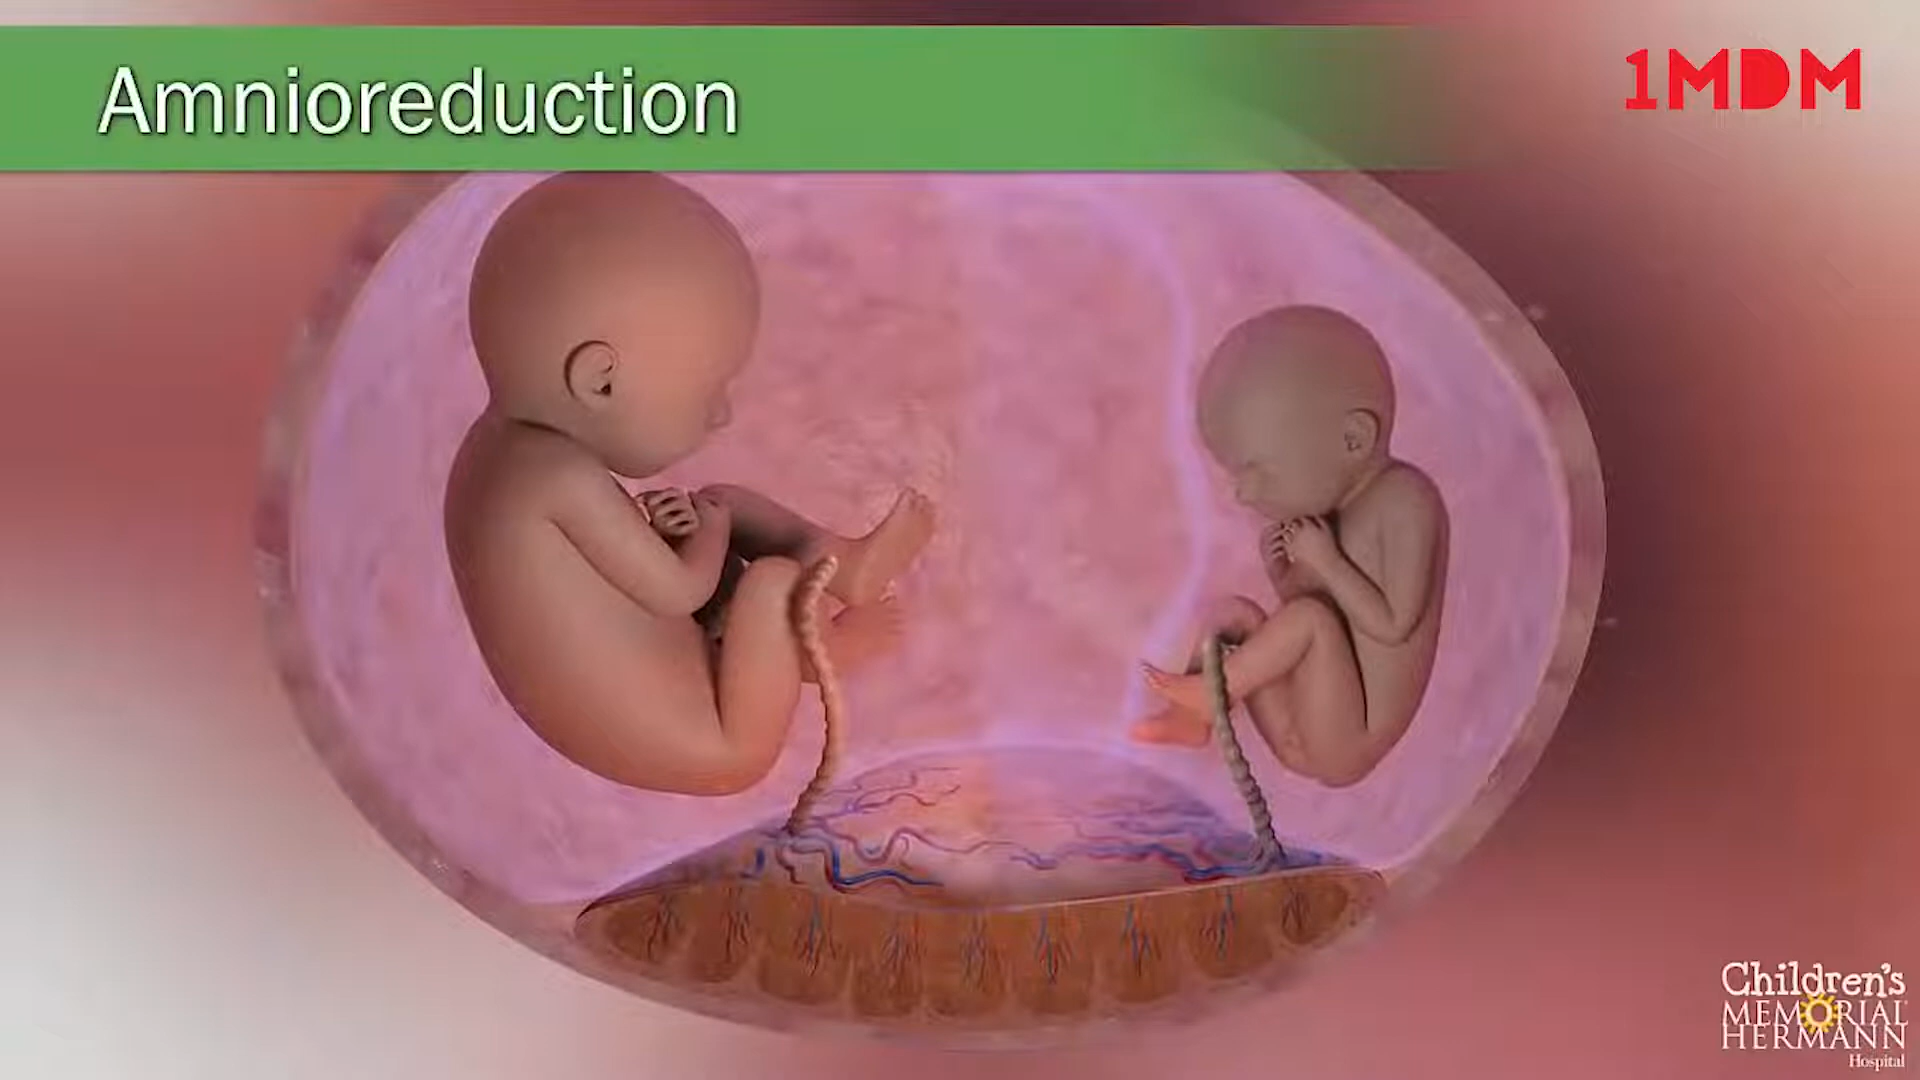 Amnioreduction
1MDM
Children's
MEMORIAL
HERMANN
Hospital